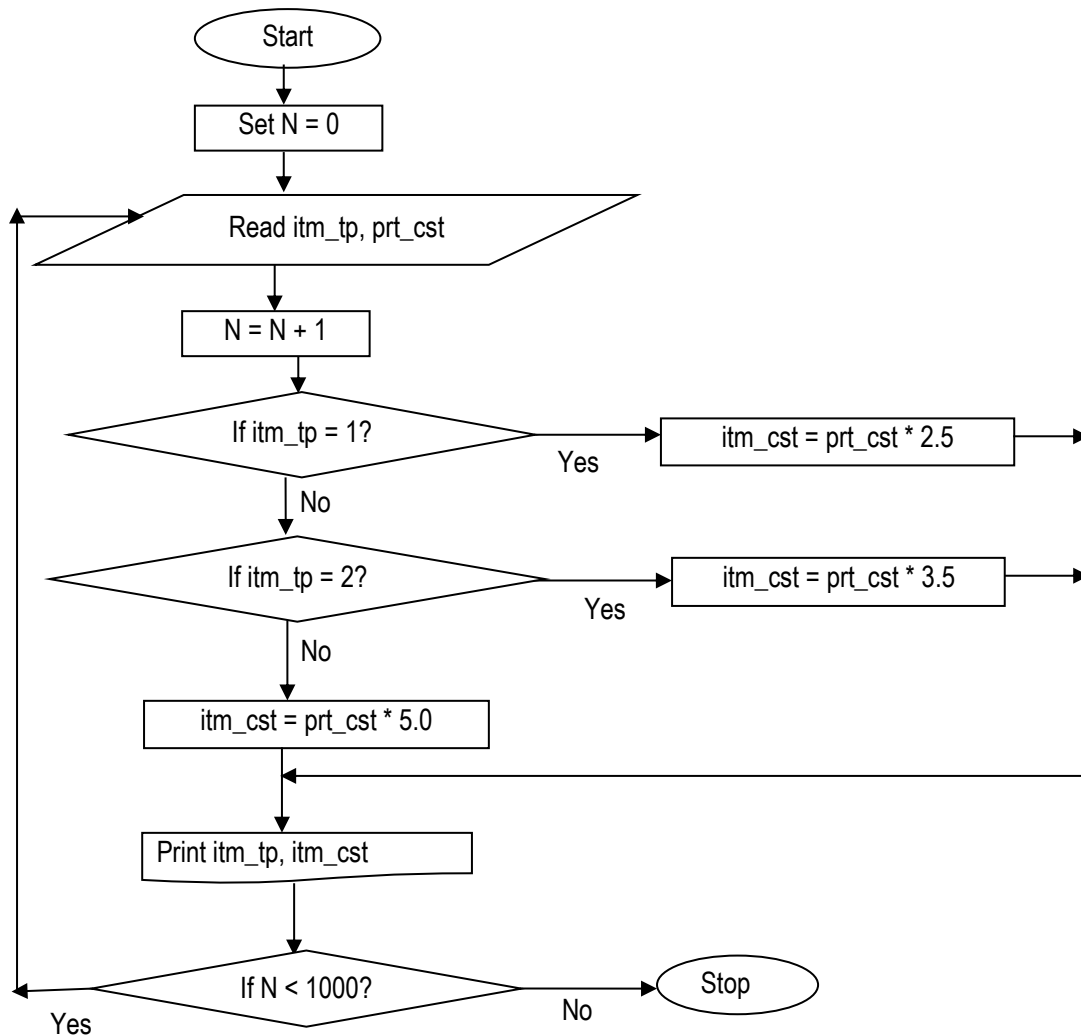 Start
Set N = 0
Read itm_tp, prt_cst
N = N + 1
If itm_tp = 1?
Yes
itm_cst = prt_cst * 2.5
No
If itm_tp = 2?
Yes
itm_cst = prt_cst * 3.5
No
itm_cst = prt_cst * 5.0
Print itm_tp, itm_cst
If N < 1000?
No
Stop
Yes